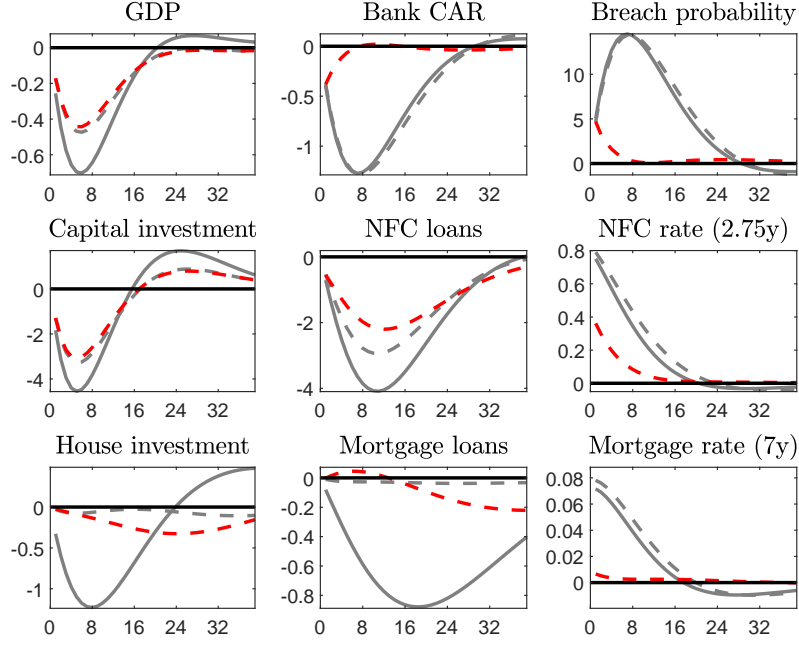 GDP
Bank CAR
Breach probability
0
-0.2
-0.4
-0.6
0
-0.5
-1
10
5
0
0 8 16 24 32
0 8 16 24 32
0 8 16 24 32
Capital investment
NFC loans
NFC rate (2.75y)
0
-2
-4
0
-2
-4
0.8
0.6
0.4
0.2
0
0 8 16 24 32
0 8 16 24 32
0 8 16 24 32
House investment
Mortgage loans
Mortgage rate (7y)
0
-0.5
-1
0
-0.2
-0.4
-0.6
-0.8
0.08
0.06
0.04
0.02
0
0 8 16 24 32
0 8 16 24 32
0 8 16 24 32